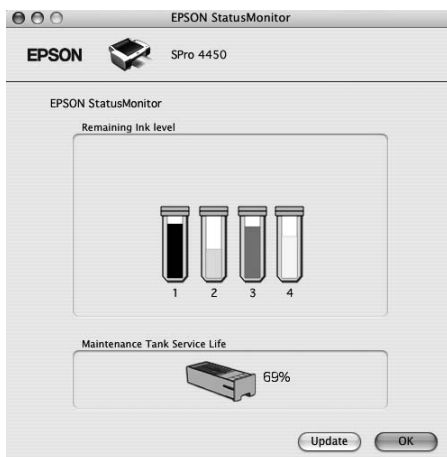 EPSON StatusMonitor
EPSON SPro 4450
EPSON StatusMonitor
Remaining Ink level
1 2 3 4
Maintenance Tank Service Life
69%
Update OK